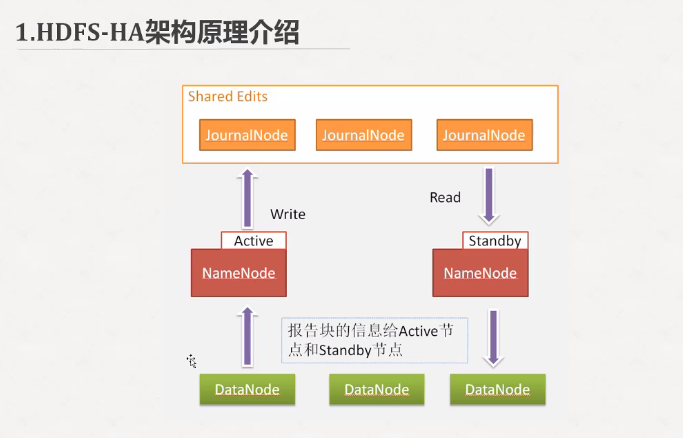 1.HDFS-HA架构原理介绍
Shared Edits
JournalNode
JournalNode
JournalNode
Write
Read
Active
Standby
NameNode
NameNode
报告块的信息给Active节
点和Standby节点
DataNode
DataNode
DataNode